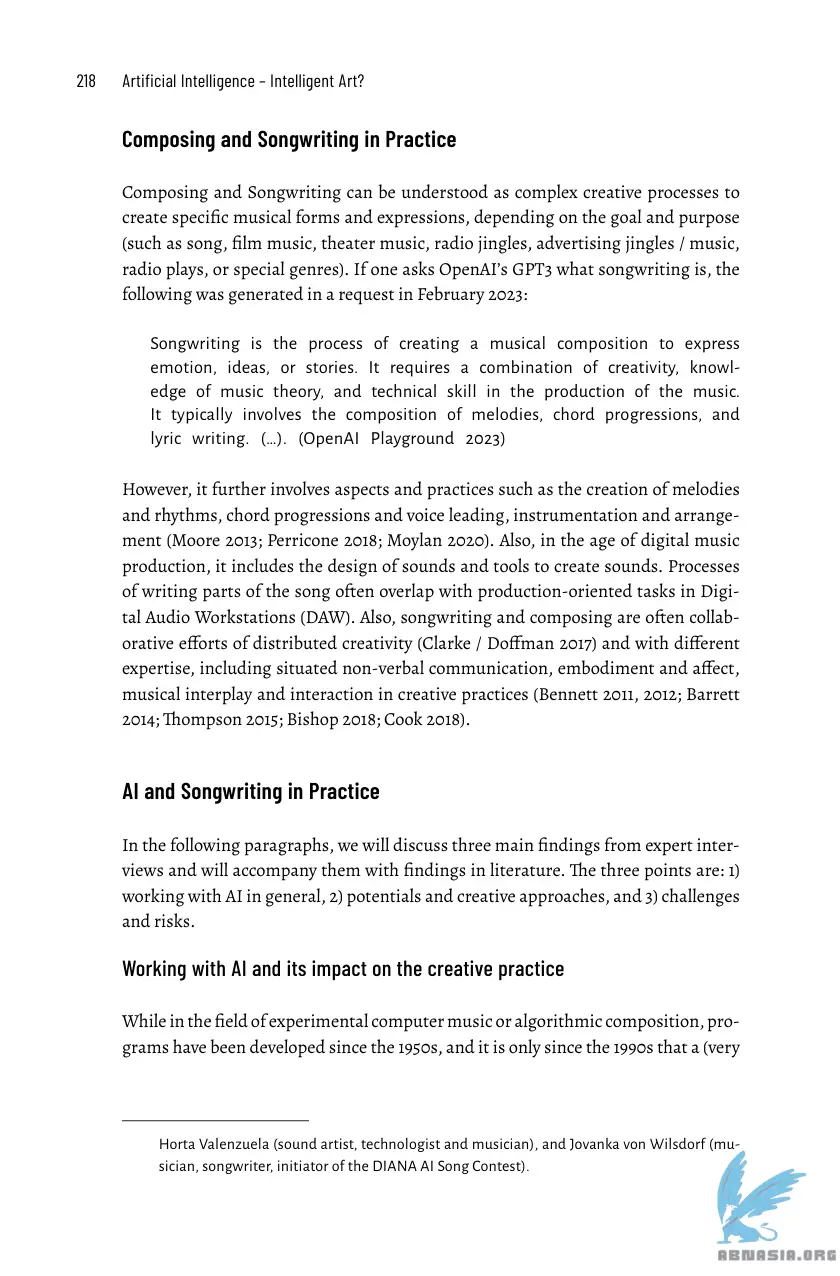 218 Artificial Intelligence – Intelligent Art?
Composing and Songwriting in Practice
Composing and Songwriting can be understood as complex creative processes to
create specific musical forms and expressions, depending on the goal and purpose
(such as song, film music, theater music, radio jingles, advertising jingles / music,
radio plays, or special genres). If one asks OpenAI’s GPT3 what songwriting is, the
following was generated in a request in February 2023:
Songwriting is the process of creating a musical composition to express
emotion, ideas, or stories. It requires a combination of creativity, knowl-
edge of music theory, and technical skill in the production of the music.
It typically involves the composition of melodies, chord progressions, and
lyric writing. (…). (OpenAI Playground 2023)
However, it further involves aspects and practices such as the creation of melodies
and rhythms, chord progressions and voice leading, instrumentation and arrange-
ment (Moore 2013; Perricone 2018; Moylan 2020). Also, in the age of digital music
production, it includes the design of sounds and tools to create sounds. Processes
of writing parts of the song often overlap with production-oriented tasks in Digi-
tal Audio Workstations (DAW). Also, songwriting and composing are often collab-
orative efforts of distributed creativity (Clarke / Doffman 2017) and with different
expertise, including situated non-verbal communication, embodiment and affect,
musical interplay and interaction in creative practices (Bennett 2011, 2012; Barrett
2014; Thompson 2015; Bishop 2018; Cook 2018).
AI and Songwriting in Practice
In the following paragraphs, we will discuss three main findings from expert inter-
views and will accompany them with findings in literature. The three points are: 1)
working with AI in general, 2) potentials and creative approaches, and 3) challenges
and risks.
Working with AI and its impact on the creative practice
While in the field of experimental computer music or algorithmic composition, pro-
grams have been developed since the 1950s, and it is only since the 1990s that a (very
Horta Valenzuela (sound artist, technologist and musician), and Jovanka von Wilsdorf (mu-
sician, songwriter, initiator of the DIANA AI Song Contest).
ABNASIA.ORG